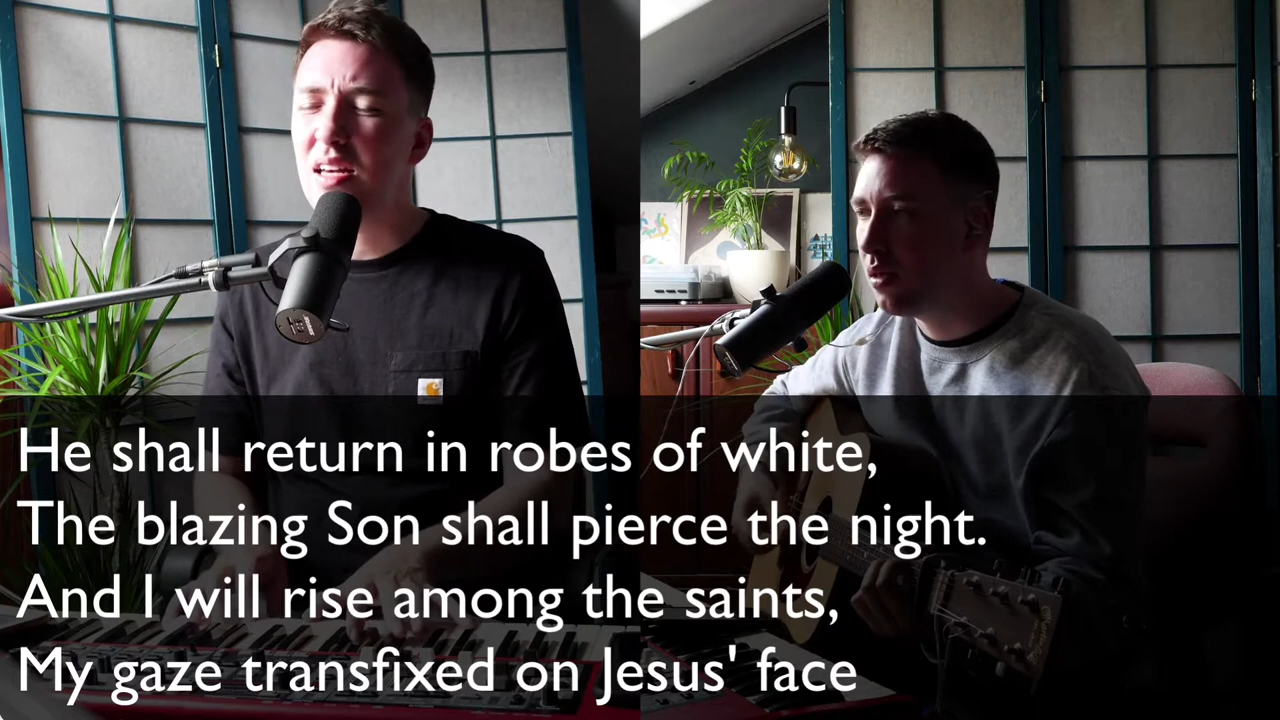 He shall return in robes of white,
The blazing Son shall pierce the night.
And I will rise among the saints,
My gaze transfixed on Jesus' face